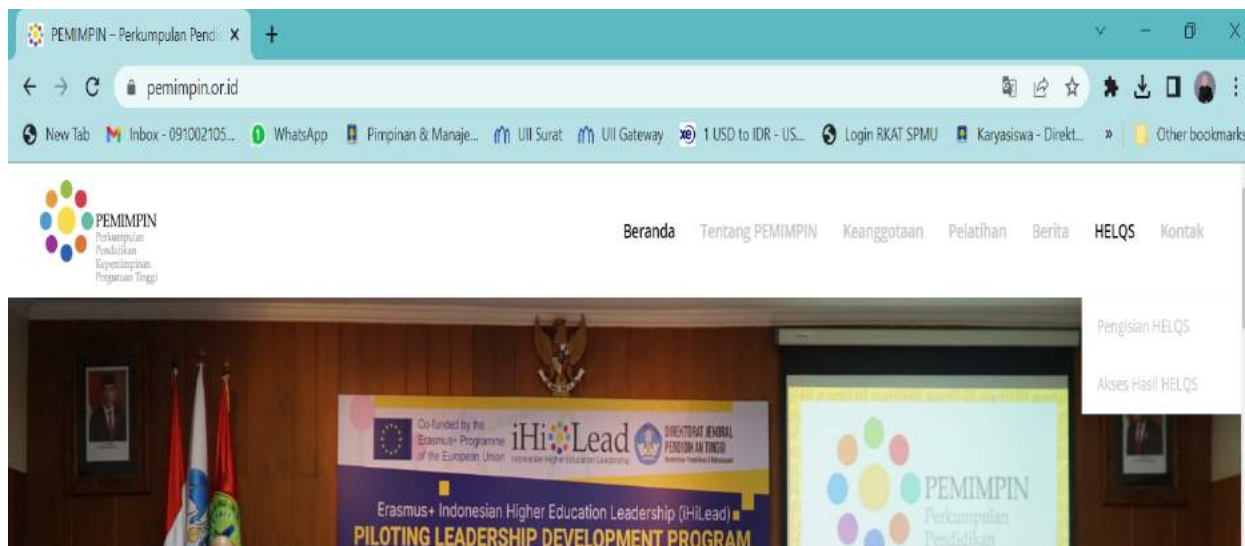 PEMIMPIN – Perkumpulan Pendi
pemimpin.or.id
New Tab
Inbox - 091002105...
WhatsApp
Pimpinan & Manaje...
UII Surat
UII Gateway
xe
1 USD to IDR - US...
Login RKAT SPMU
Karyasiswa - Direkt...
»
Other bookmarks
PEMIMPIN
Perkumpulan
Pendidikan
Kepemimpinan
Perguruan Tinggi
Beranda
Tentang PEMIMPIN
Keanggotaan
Pelatihan
Berita
HELQS
Kontak
Pengisian HELQS
Akses Hasil HELQS
Co-funded by the
Erasmus+ Programme
of the European Union
iHiLead
Indonesian Higher Education Leadership
DIREKTORAT JENDRAL
PENDIDIKAN TINGGI
Erasmus+ Indonesian Higher Education Leadership (iHiLead)
PILOTING LEADERSHIP DEVELOPMENT PROGRAM
PEMIMPIN
Perkumpulan
Pendidikan